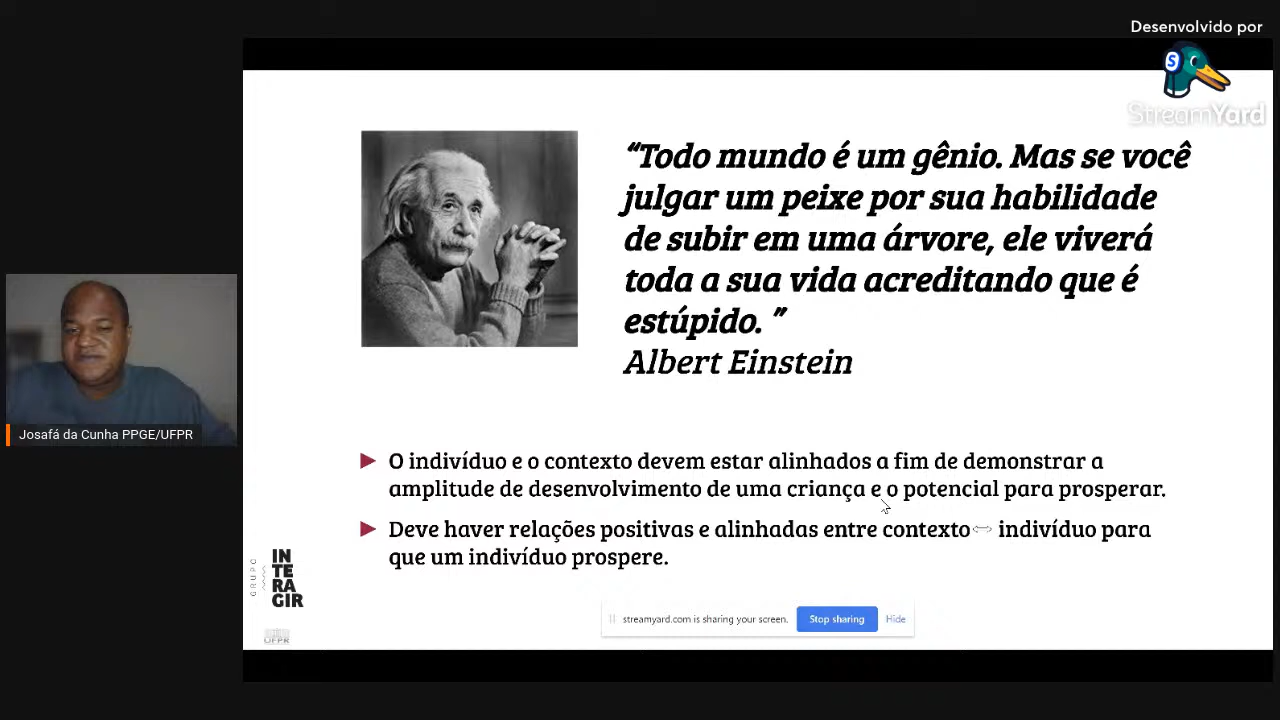 Desenvolvido por
S
StreamYard
“Todo mundo é um gênio. Mas se você
julgar um peixe por sua habilidade
de subir em uma árvore, ele viverá
toda a sua vida acreditando que é
estúpido. ”
Albert Einstein
Josafá da Cunha PPGE/UFPR
O indivíduo e o contexto devem estar alinhados a fim de demonstrar a
amplitude de desenvolvimento de uma criança e o potencial para prosperar.
Deve haver relações positivas e alinhadas entre contexto⇔ indivíduo para
que um indivíduo prospere.
GRUPO
IN
TE
RA
GIR
UFPR
streamyard.com is sharing your screen.
Stop sharing
Hide